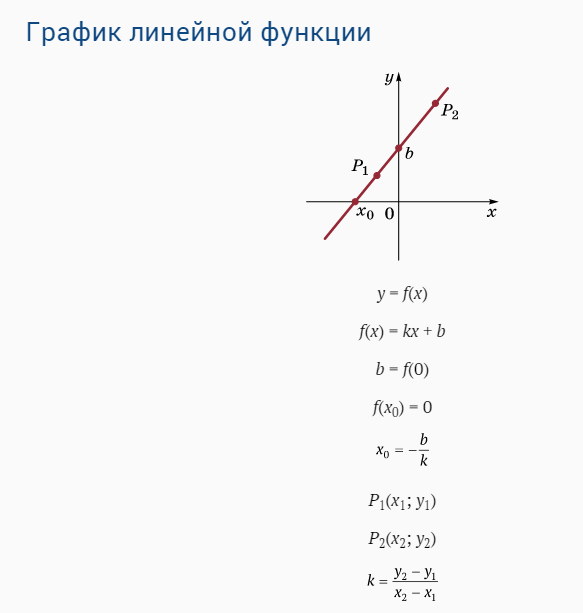 График линейной функции
y
P₂
b
P₁
x₀ 0 x
y = f(x)
f(x) = kx + b
b = f(0)
f(x₀) = 0
x₀ = −b/k
P₁(x₁; y₁)
P₂(x₂; y₂)
k = (y₂ − y₁)/(x₂ − x₁)